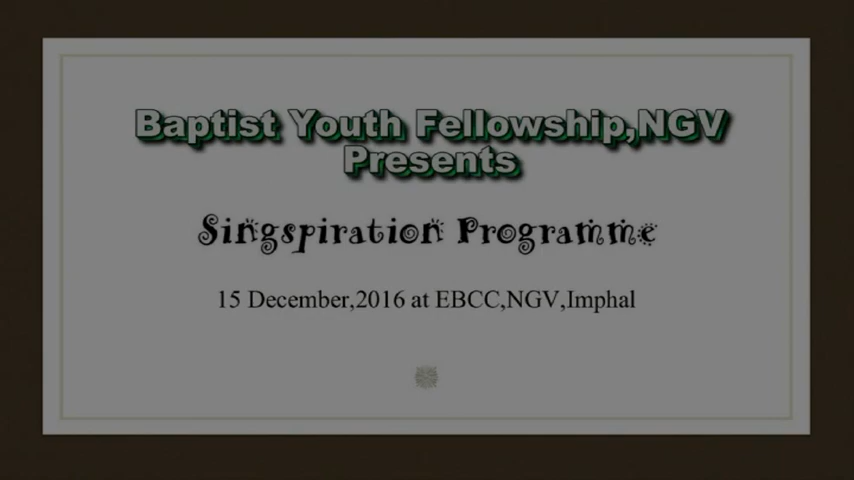 Baptist Youth Fellowship,NGV
Presents
Singspiration Programme
15 December,2016 at EBCC,NGV,Imphal